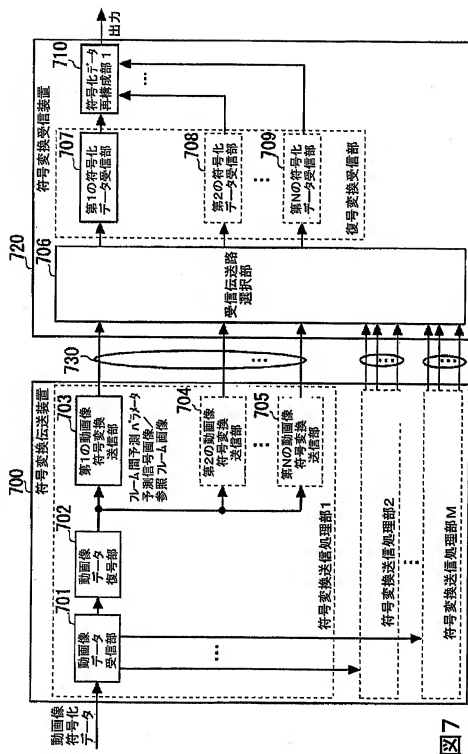 動画像
符号化
データ
700
符号変換伝送装置
701
動画像
データ
受信部
702
動画像
データ
復号部
703
第1の動画像
符号変換
送信部
フレーム間予測 パラメータ
予測信号画像/
参照フレーム画像
704
第2の動画像
符号変換
送信部
705
第Nの動画像
符号変換
送信部
符号変換送信処理部1
符号変換送信処理部2
符号変換送信処理部M
730
720
符号変換受信装置
706
受信伝送路
選択部
707
第1の符号化
データ受信部
708
第2の符号化
データ受信部
709
第Nの符号化
データ受信部
復号変換受信部
710
符号化データ
再構成部 1
出力
図7